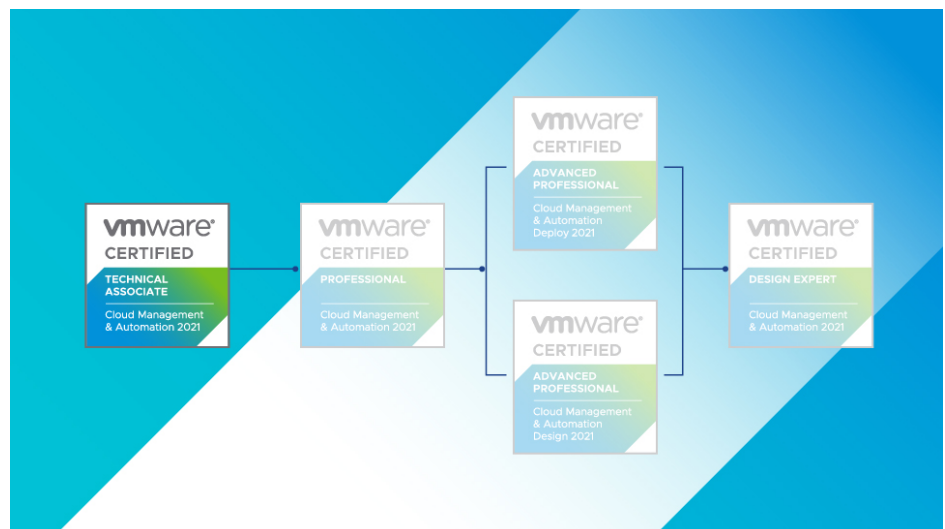 vmware®
CERTIFIED
TECHNICAL
ASSOCIATE
Cloud Management
& Automation 2021
vmware®
CERTIFIED
PROFESSIONAL
Cloud Management
& Automation 2021
vmware®
CERTIFIED
ADVANCED
PROFESSIONAL
Cloud Management
& Automation
Deploy 2021
vmware®
CERTIFIED
ADVANCED
PROFESSIONAL
Cloud Management
& Automation
Design 2021
vmware®
CERTIFIED
DESIGN EXPERT
Cloud Management
& Automation 2021